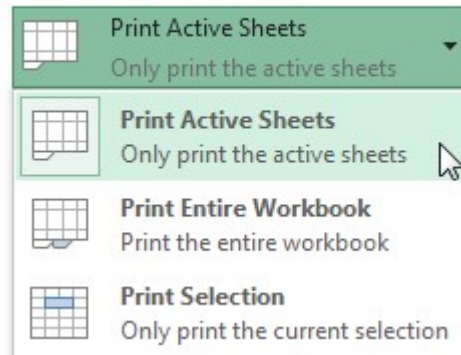 Print Active Sheets
Only print the active sheets
Print Active Sheets
Only print the active sheets
Print Entire Workbook
Print the entire workbook
Print Selection
Only print the current selection